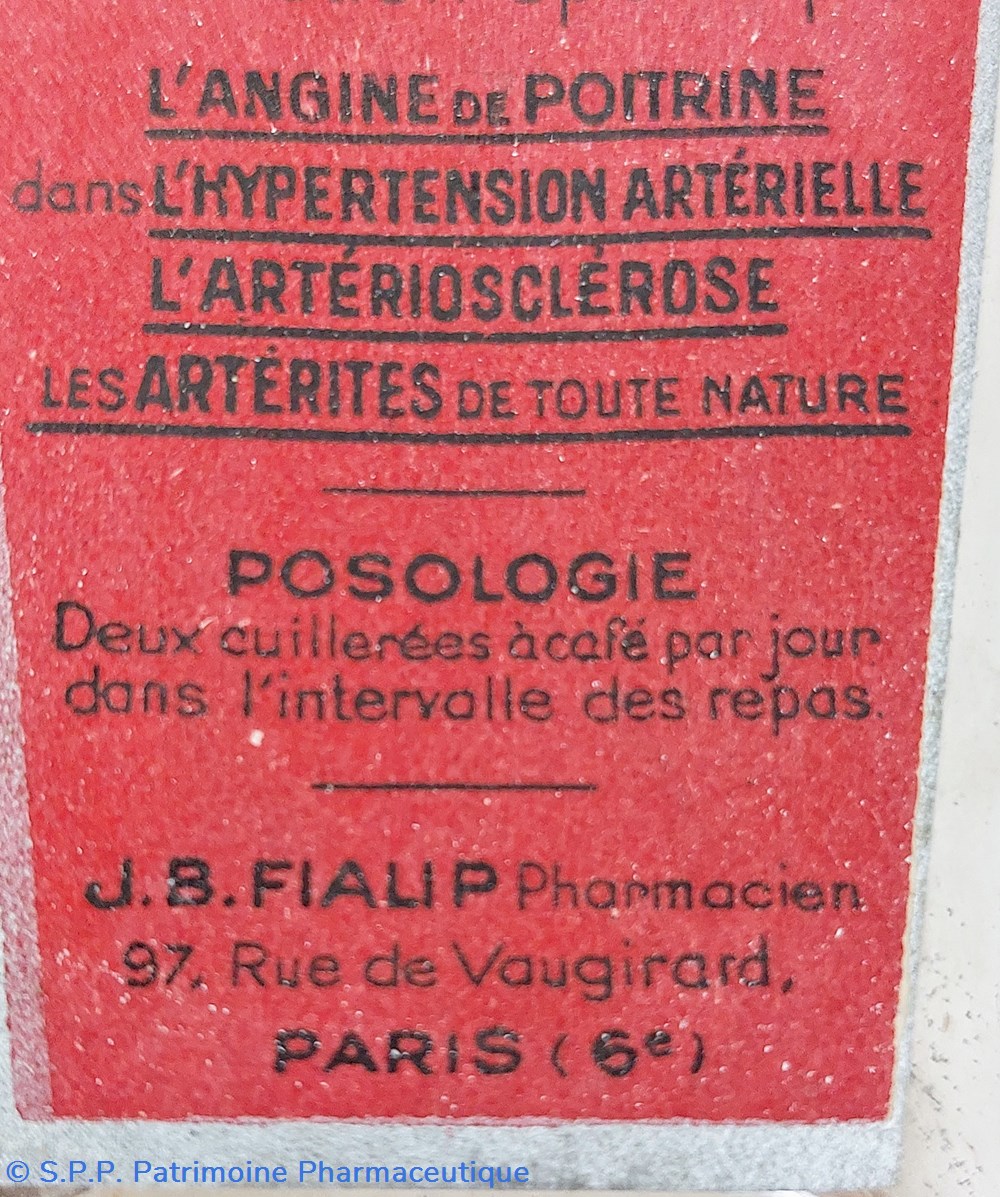 L'ANGINE DE POITRINE
dans L'HYPERTENSION ARTÉRIELLE
L'ARTÉRIOSCLÉROSE
LES ARTÉRITES DE TOUTE NATURE
POSOLOGIE
Deux cuillerées à café par jour
dans l'intervalle des repas.
J.B. FIALIP Pharmacien
97, Rue de Vaugirard,
PARIS (6e)
© S.P.P. Patrimoine Pharmaceutique